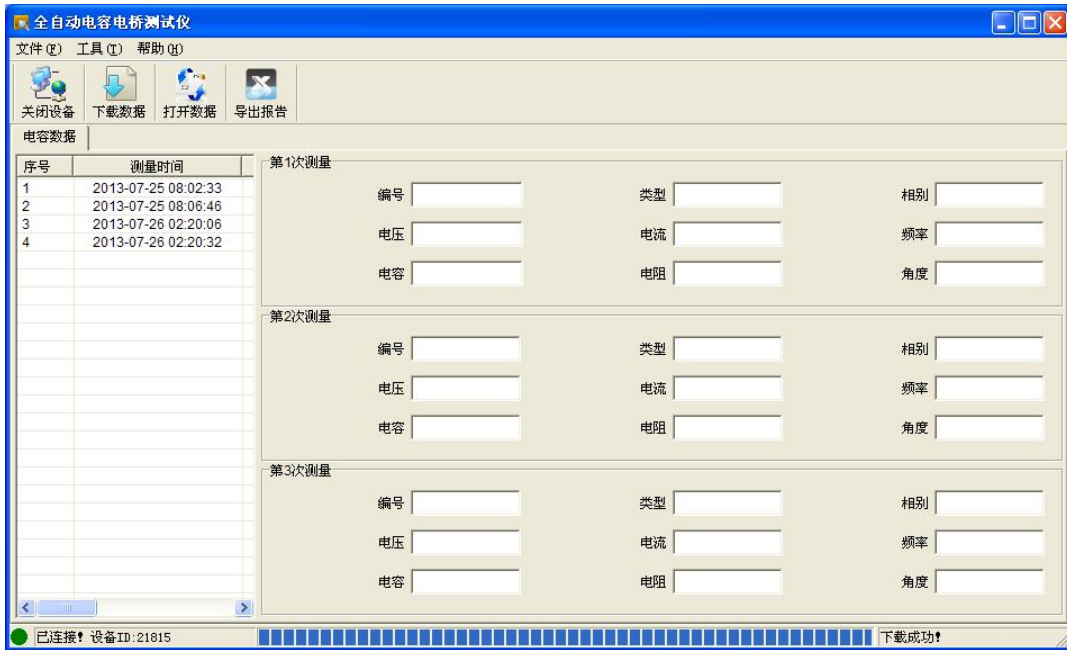 全自动电容电桥测试仪
文件(F) 工具(T) 帮助(H)
关闭设备 下载数据 打开数据 导出报告
电容数据
序号 测量时间
1 2013-07-25 08:02:33
2 2013-07-25 08:06:46
3 2013-07-26 02:20:06
4 2013-07-26 02:20:32
第1次测量
编号 类型 相别
电压 电流 频率
电容 电阻 角度
第2次测量
编号 类型 相别
电压 电流 频率
电容 电阻 角度
第3次测量
编号 类型 相别
电压 电流 频率
电容 电阻 角度
已连接! 设备ID:21815 下载成功!